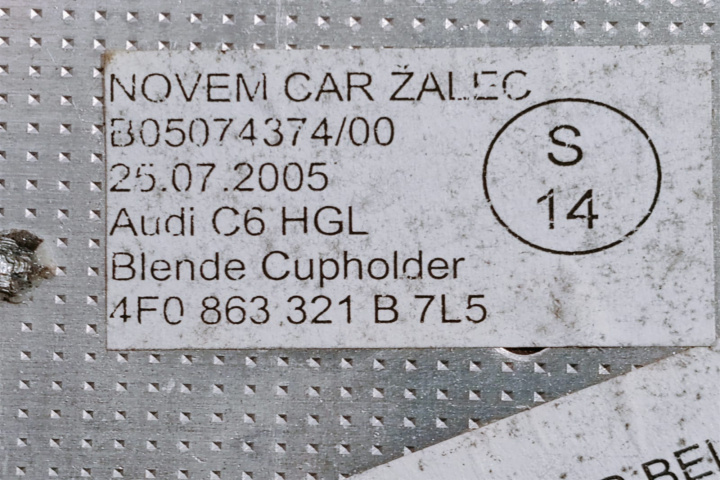 NOVEM CAR ŽALEC
B05074374/00
25.07.2005
Audi C6 HGL
Blende Cupholder
4F0 863 321 B 7L5
S
14